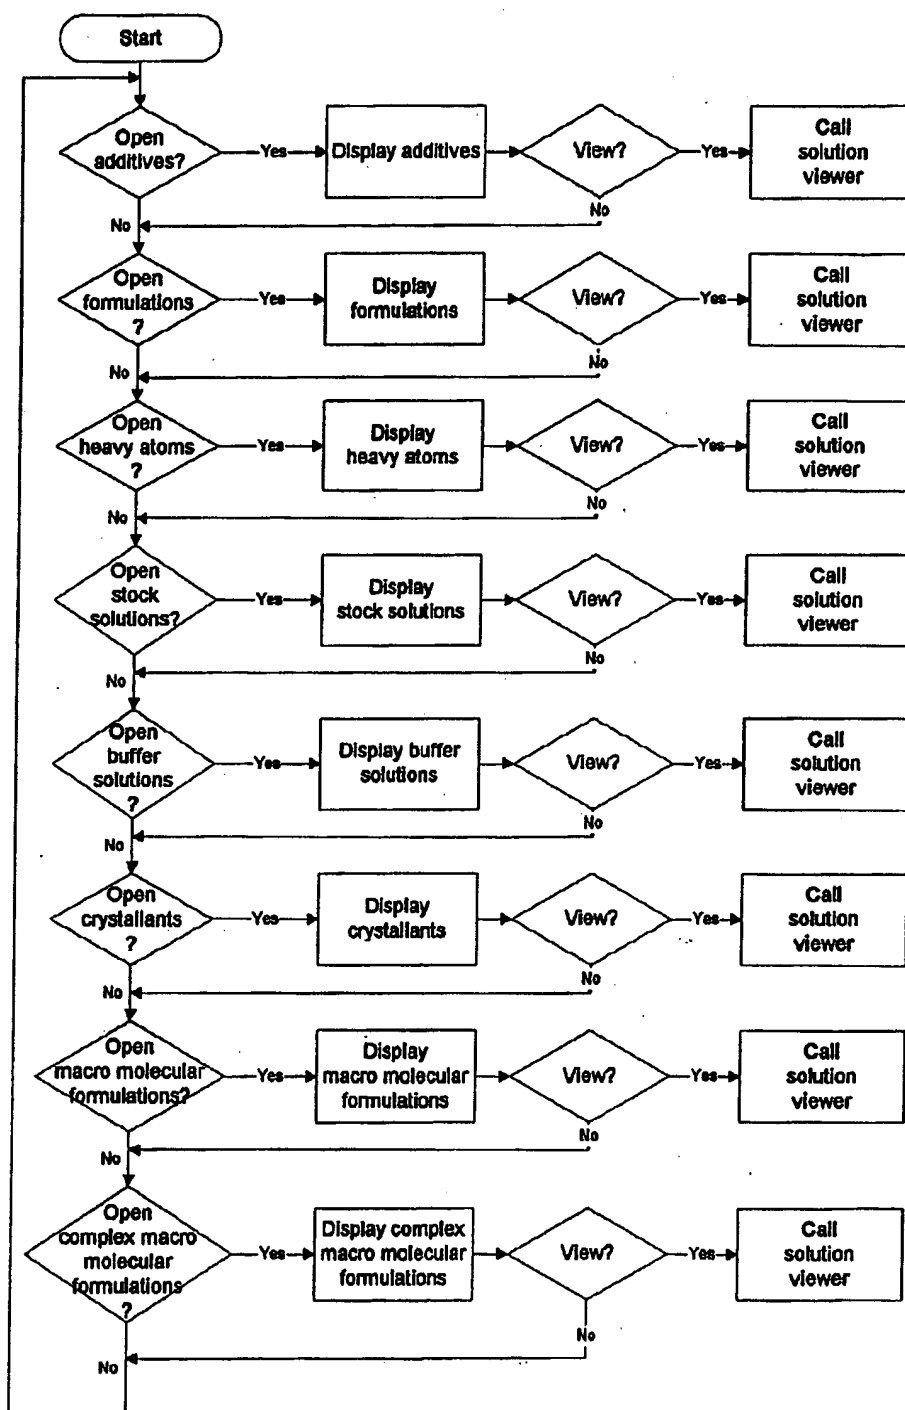 Start
Open
additives?
Yes
Display additives
View?
Yes
Call
solution
viewer
No
No
Open
formulations
?
Yes
Display
formulations
View?
Yes
Call
solution
viewer
No
No
Open
heavy atoms
?
Yes
Display
heavy atoms
View?
Yes
Call
solution
viewer
No
No
Open
stock
solutions?
Yes
Display
stock solutions
View?
Yes
Call
solution
viewer
No
No
Open
buffer
solutions
?
Yes
Display buffer
solutions
View?
Yes
Call
solution
viewer
No
No
Open
crystallants
?
Yes
Display
crystallants
View?
Yes
Call
solution
viewer
No
No
Open
macro molecular
formulations?
Yes
Display
macro molecular
formulations
View?
Yes
Call
solution
viewer
No
No
Open
complex macro
molecular
formulations
?
Yes
Display complex
macro molecular
formulations
View?
Yes
Call
solution
viewer
No
No